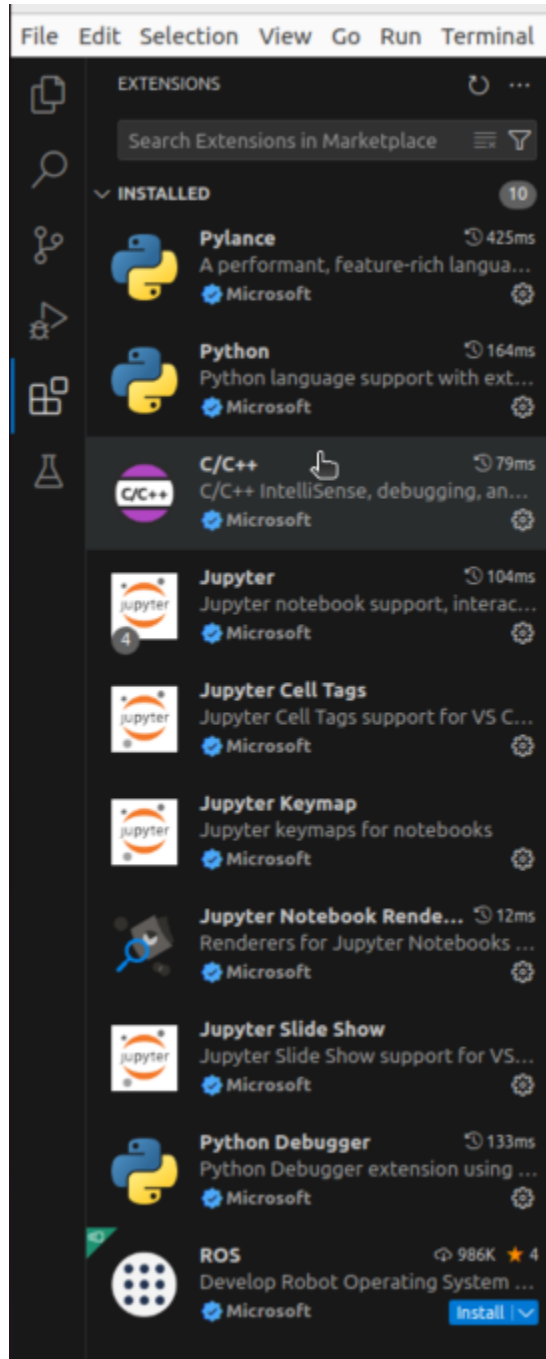 File Edit Selection View Go Run Terminal
EXTENSIONS
Search Extensions in Marketplace
INSTALLED 10
Pylance 425ms
A performant, feature-rich langua...
Microsoft
Python 164ms
Python language support with ext...
Microsoft
C/C++
C/C++ 79ms
C/C++ IntelliSense, debugging, an...
Microsoft
jupyter
4
Jupyter 104ms
Jupyter notebook support, interac...
Microsoft
jupyter
Jupyter Cell Tags
Jupyter Cell Tags support for VS C...
Microsoft
jupyter
Jupyter Keymap
Jupyter keymaps for notebooks
Microsoft
Jupyter Notebook Rende... 12ms
Renderers for Jupyter Notebooks ...
Microsoft
jupyter
Jupyter Slide Show
Jupyter Slide Show support for VS...
Microsoft
Python Debugger 133ms
Python Debugger extension using ...
Microsoft
ROS 986K 4
Develop Robot Operating System ...
Microsoft Install